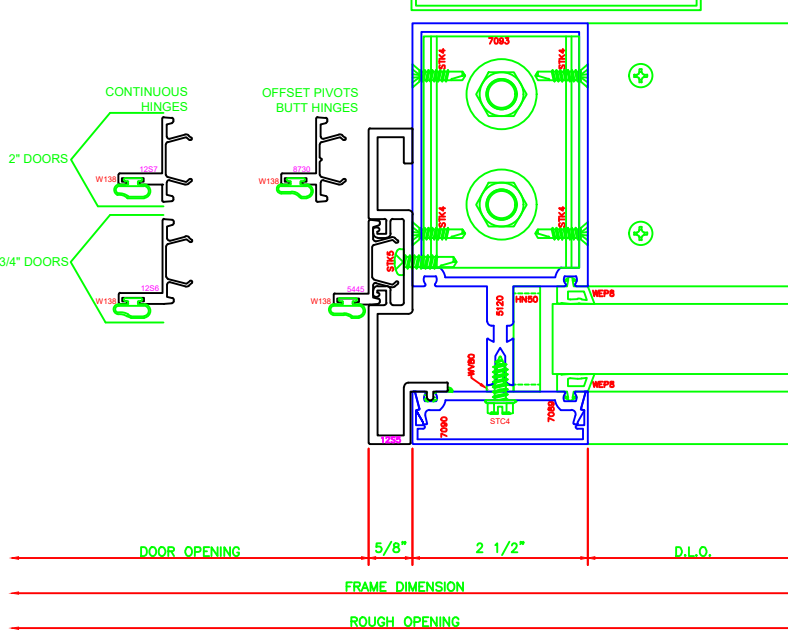 7093
STK4
STK4
CONTINUOUS
HINGES
OFFSET PIVOTS
BUTT HINGES
2" DOORS
12S7
W138
8730
W138
STK4
STK4
3/4" DOORS
STK5
12S6
W138
5445
W138
5120
HN50
WEP8
WV80
WEP8
STC4
7090
7089
12S5
DOOR OPENING
5/8"
2 1/2"
D.L.O.
FRAME DIMENSION
ROUGH OPENING